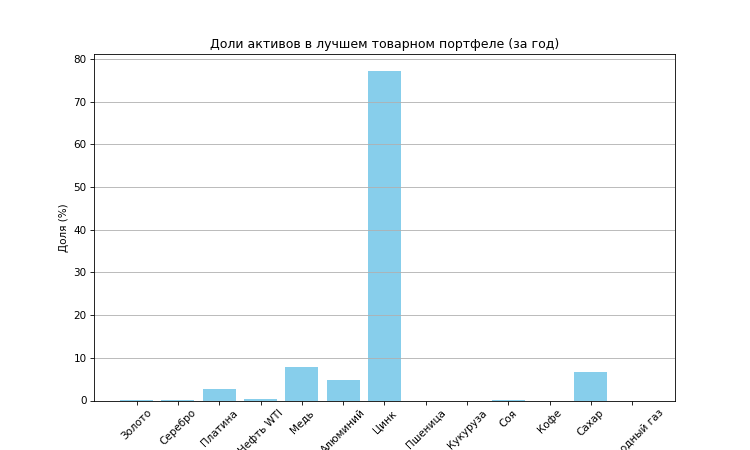 Доли активов в лучшем товарном портфеле (за год)
Доля (%)
80
70
60
50
40
30
20
10
0
Золото
Серебро
Платина
Нефть WTI
Медь
Алюминий
Цинк
Пшеница
Кукуруза
Соя
Кофе
Сахар
газ